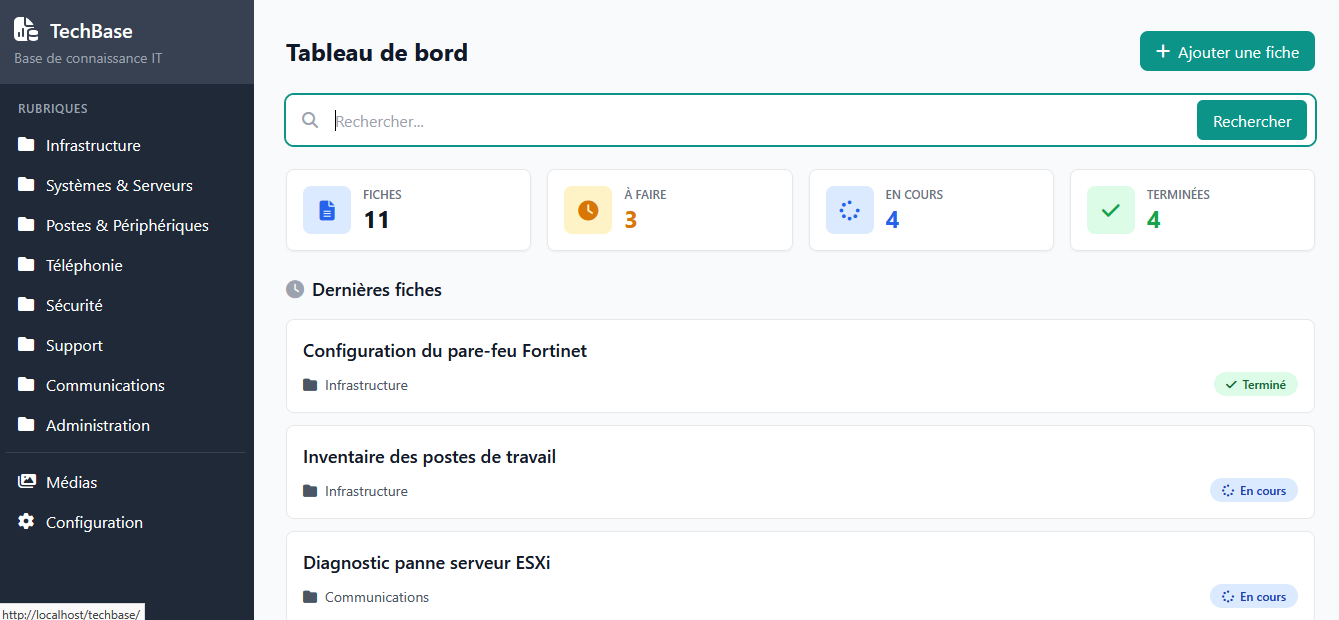 TechBase
Base de connaissance IT
RUBRIQUES
Infrastructure
Systèmes & Serveurs
Postes & Périphériques
Téléphonie
Sécurité
Support
Communications
Administration
Médias
Configuration
http://localhost/techbase/
Tableau de bord
Ajouter une fiche
Rechercher...
Rechercher
FICHES
11
À FAIRE
3
EN COURS
4
TERMINÉES
4
Dernières fiches
Configuration du pare-feu Fortinet
Infrastructure
Terminé
Inventaire des postes de travail
Infrastructure
En cours
Diagnostic panne serveur ESXi
Communications
En cours